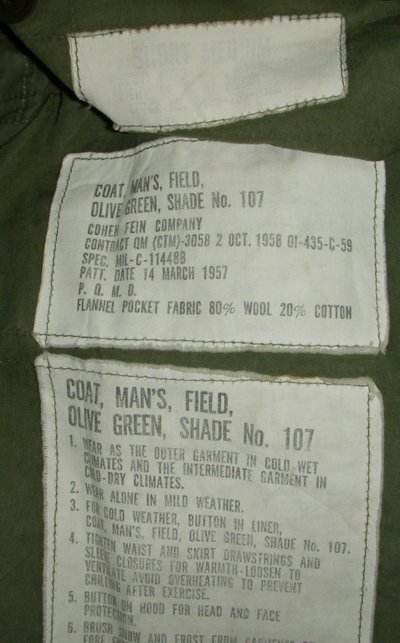 COAT, MAN'S, FIELD,
OLIVE GREEN, SHADE No. 107
COHEN FEIN COMPANY
CONTRACT QM (CTM)-3058 2 OCT. 1958 OI-435-C-59
SPEC. MIL-C-11448B
PATT. DATE 14 MARCH 1957
P. Q. M. D.
FLANNEL POCKET FABRIC 80% WOOL 20% COTTON
COAT, MAN'S, FIELD,
OLIVE GREEN, SHADE No. 107
1. WEAR AS THE OUTER GARMENT IN COLD-WET
CLIMATES AND THE INTERMEDIATE GARMENT IN
COLD-DRY CLIMATES.
2. WEAR ALONE IN MILD WEATHER.
3. FOR COLD WEATHER, BUTTON IN LINER,
COAT, MAN'S, FIELD, OLIVE GREEN, SHADE No. 107.
4. TIGHTEN WAIST AND SKIRT DRAWSTRINGS AND
SLEEVE CLOSURES FOR WARMTH-LOOSEN TO
VENTILATE AVOID OVERHEATING TO PREVENT
CHILLING AFTER EXERCISE.
5. BUTTON ON HOOD FOR HEAD AND FACE
PROTECTION.
6. BRUSH SNOW AND FROST FROM GARMENTS